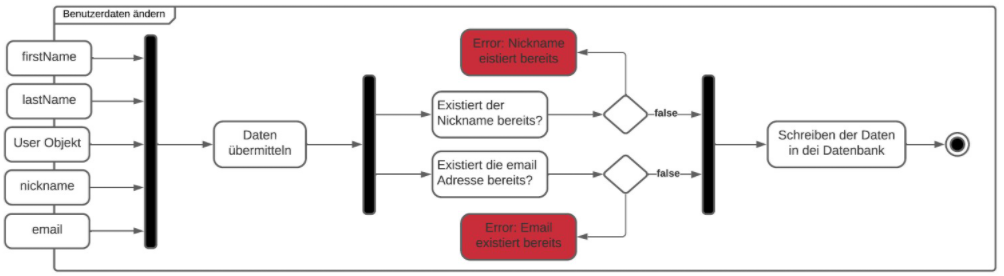 Benutzerdaten ändern
firstName
lastName
User Objekt
nickname
email
Daten
übermitteln
Error: Nickname
eistiert bereits
Existiert der
Nickname bereits?
false
Existiert die email
Adresse bereits?
false
Error: Email
existiert bereits
Schreiben der Daten
in dei Datenbank